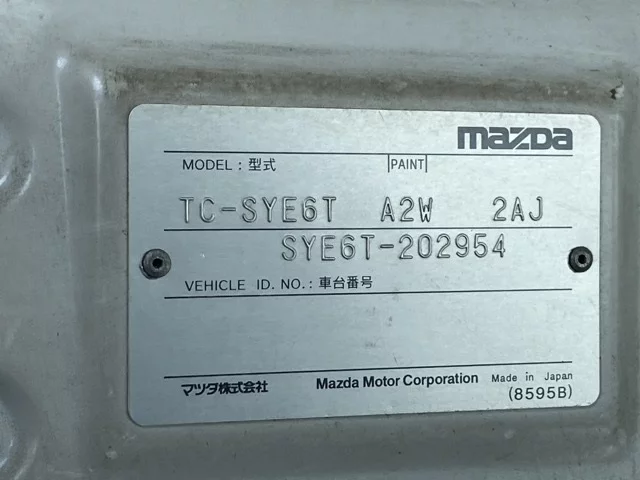 mazda
MODEL: 型式 |PAINT|
TC-SYE6T A2W 2AJ
SYE6T-202954
VEHICLE ID. NO.: 車台番号
マツダ株式会社 Mazda Motor Corporation Made in Japan
(8595B)